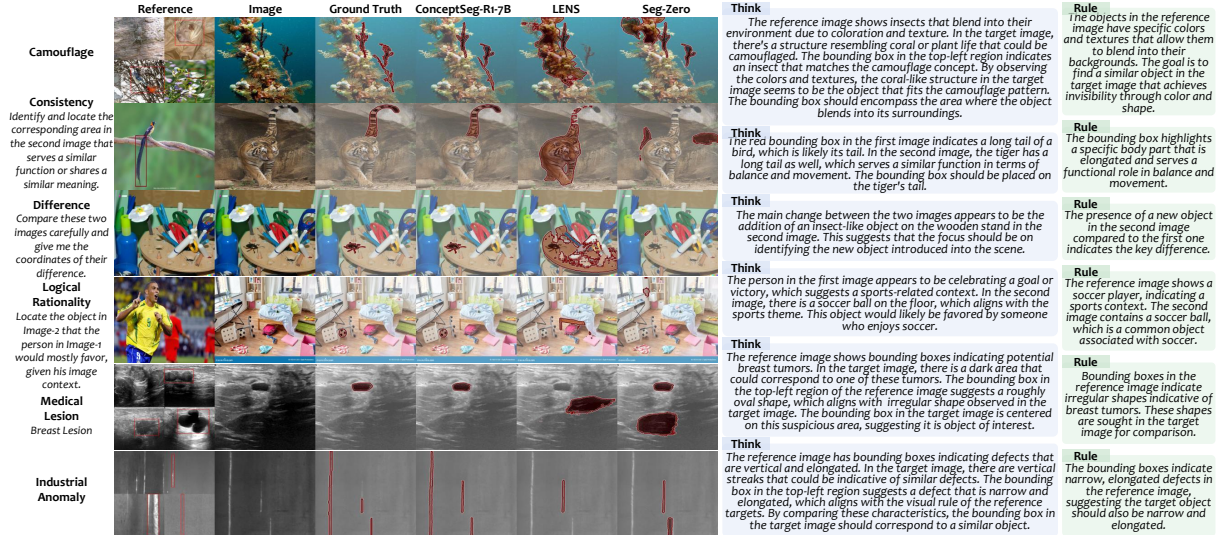 Reference
Image
Ground Truth
ConceptSeg-R1-7B
LENS
Seg-Zero
Camouflage
Consistency
Identify and locate the
corresponding area in
the second image that
serves a similar
function or shares a
similar meaning.
Difference
Compare these two
images carefully and
give me the
coordinates of their
difference.
Logical
Rationality
Locate the object in
Image-2 that the
person in Image-1
would mostly favor,
given his image
context.
Medical
Lesion
Breast Lesion
Industrial
Anomaly
Think
The reference image shows insects that blend into their
environment due to coloration and texture. In the target image,
there's a structure resembling coral or plant life that could be
camouflaged. The bounding box in the top-left region indicates
an insect that matches the camouflage concept. By observing
the colors and textures, the coral-like structure in the target
image seems to be the object that fits the camouflage pattern.
The bounding box should encompass the area where the object
blends into its surroundings.
Rule
The objects in the reference
image have specific colors
and textures that allow them
to blend into their
backgrounds. The goal is to
find a similar object in the
target image that achieves
invisibility through color and
shape.
Think
The red bounding box in the first image indicates a long tail of a
bird, which is likely its tail. In the second image, the tiger has a
long tail as well, which serves a similar function in terms of
balance and movement. The bounding box should be placed on
the tiger's tail.
Rule
The bounding box highlights
a specific body part that is
elongated and serves a
functional role in balance and
movement.
Think
The main change between the two images appears to be the
addition of an insect-like object on the wooden stand in the
second image. This suggests that the focus should be on
identifying the new object introduced into the scene.
Rule
The presence of a new object
in the second image
compared to the first one
indicates the key difference.
Think
The person in the first image appears to be celebrating a goal or
victory, which suggests a sports-related context. In the second
image, there is a soccer ball on the floor, which aligns with the
sports theme. This object would likely be favored by someone
who enjoys soccer.
Rule
The reference image shows a
soccer player, indicating a
sports context. The second
image contains a soccer ball,
which is a common object
associated with soccer.
Think
The reference image shows bounding boxes indicating potential
breast tumors. In the target image, there is a dark area that
could correspond to one of these tumors. The bounding box in
the top-left region of the reference image suggests a roughly
oval shape, which aligns with irregular shape observed in the
target image. The bounding box in the target image is centered
on this suspicious area, suggesting it is object of interest.
Rule
Bounding boxes in the
reference image indicate
irregular shapes indicative of
breast tumors. These shapes
are sought in the target
image for comparison.
Think
The reference image has bounding boxes indicating defects that
are vertical and elongated. In the target image, there are vertical
streaks that could be indicative of similar defects. The bounding
box in the top-left region suggests a defect that is narrow and
elongated, which aligns with the visual rule of the reference
targets. By comparing these characteristics, the bounding box in
the target image should correspond to a similar object.
Rule
The bounding boxes indicate
narrow, elongated defects in
the reference image,
suggesting the target object
should also be narrow and
elongated.